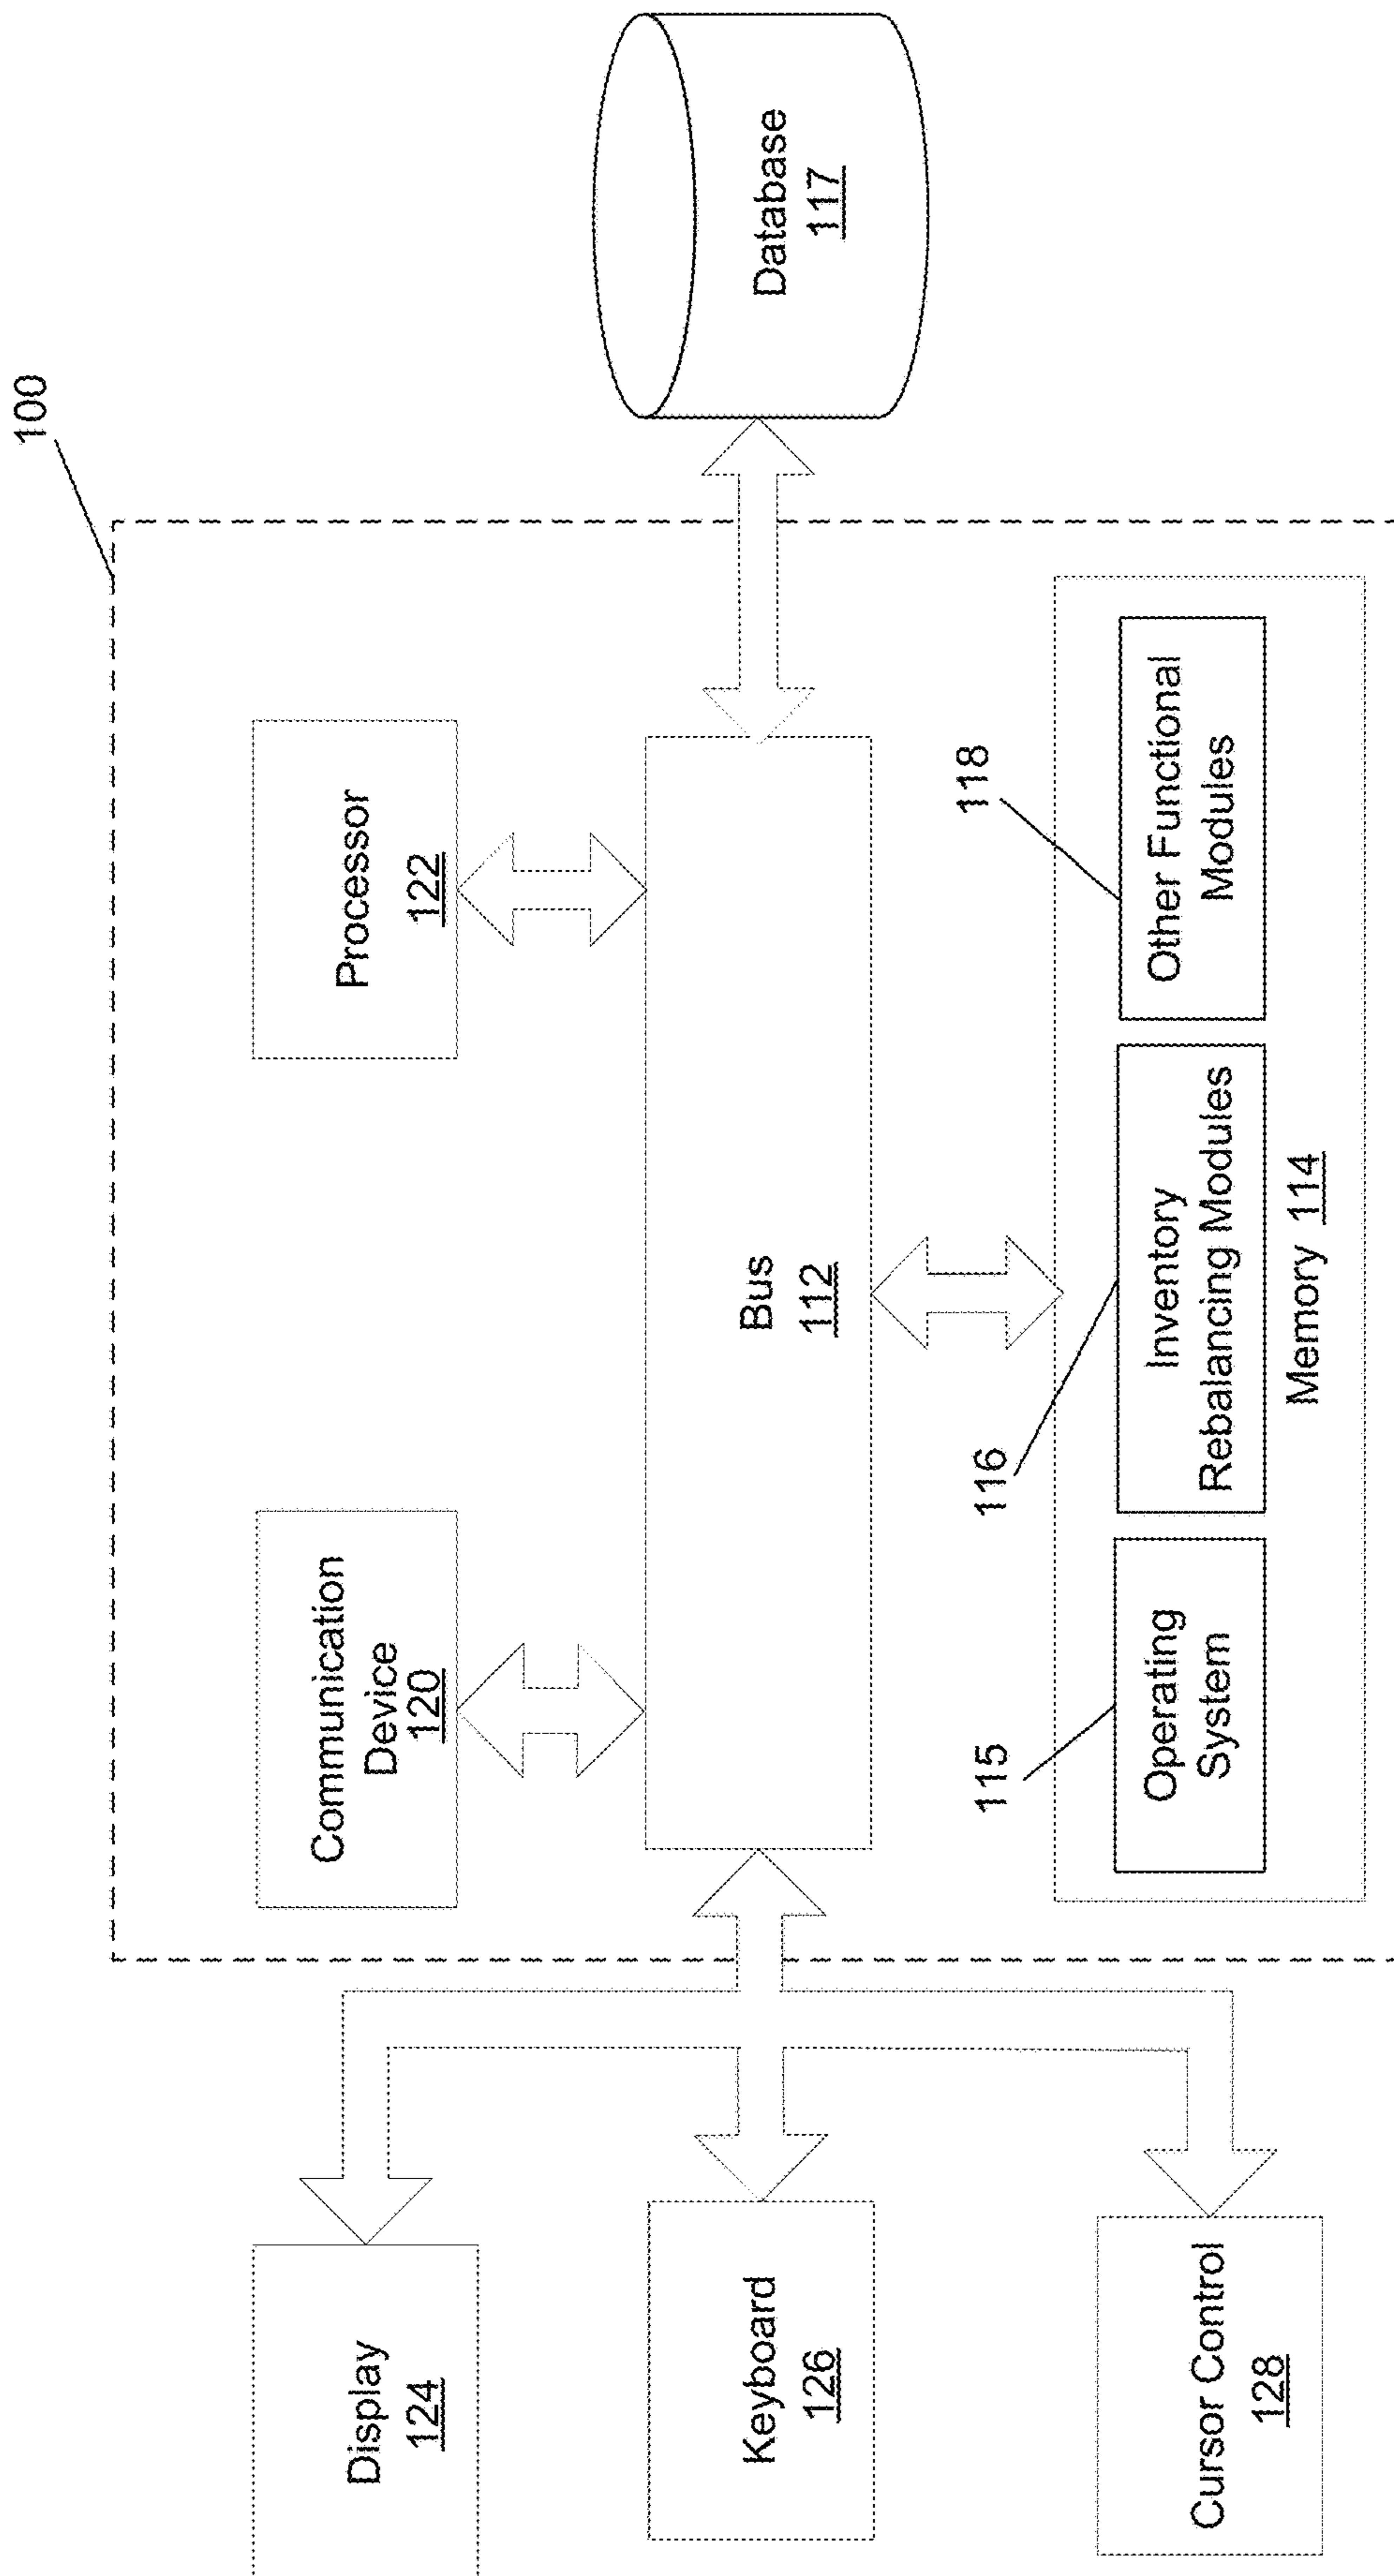 100
Display
124
Communication
Device
120
Processor
122
Keyboard
126
Bus
112
Database
117
115
116
118
Cursor Control
128
Operating
System
Inventory
Rebalancing Modules
Other Functional
Modules
Memory 114